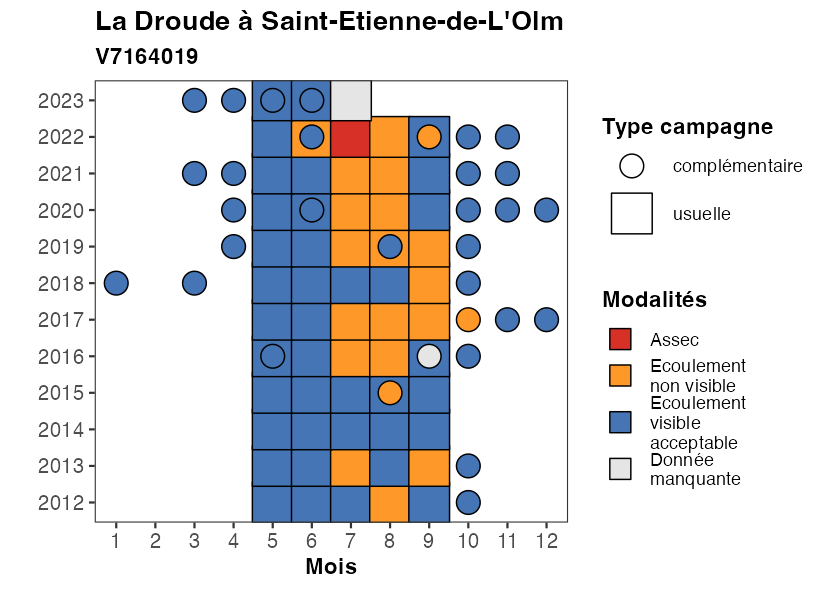 La Droude à Saint-Etienne-de-L'Olm
V7164019
2023
2022
2021
2020
2019
2018
2017
2016
2015
2014
2013
2012
1 2 3 4 5 6 7 8 9 10 11 12
Mois
Type campagne
complémentaire
usuelle
Modalités
Assec
Ecoulement
non visible
Ecoulement
visible
acceptable
Donnée
manquante